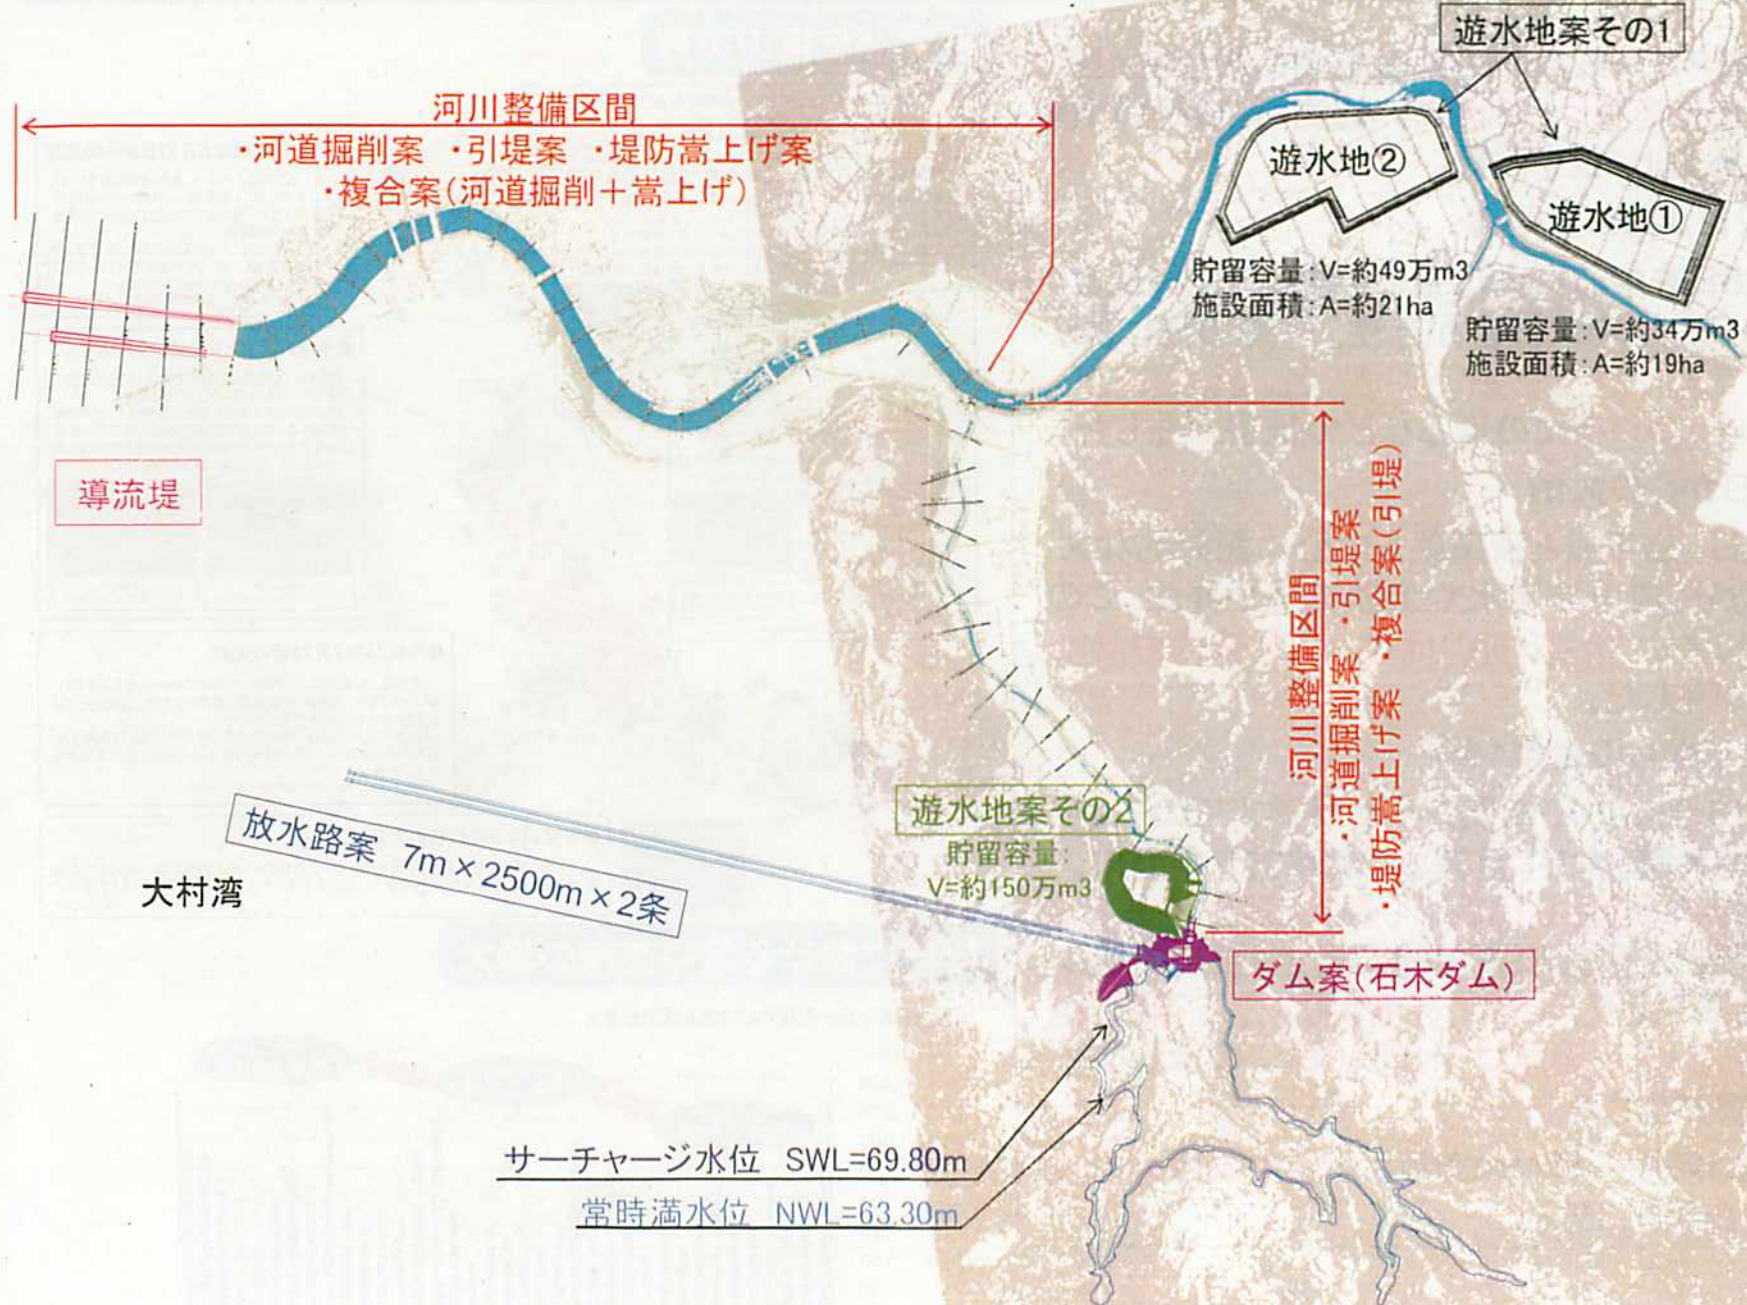 遊水地案その1
河川整備区間
・河道掘削案 ・引堤案 ・堤防嵩上げ案
・複合案(河道掘削＋嵩上げ)
遊水地②
遊水地①
貯留容量:V=約49万m3
施設面積:A=約21ha
貯留容量:V=約34万m3
施設面積:A=約19ha
導流堤
河川整備区間
・河道掘削案 ・引堤案
・堤防嵩上げ案 ・複合案(引堤)
遊水地案その2
貯留容量:
V=約150万m3
放水路案 7m×2500m×2条
大村湾
ダム案(石木ダム)
サーチャージ水位 SWL=69.80m
常時満水位 NWL=63.30m